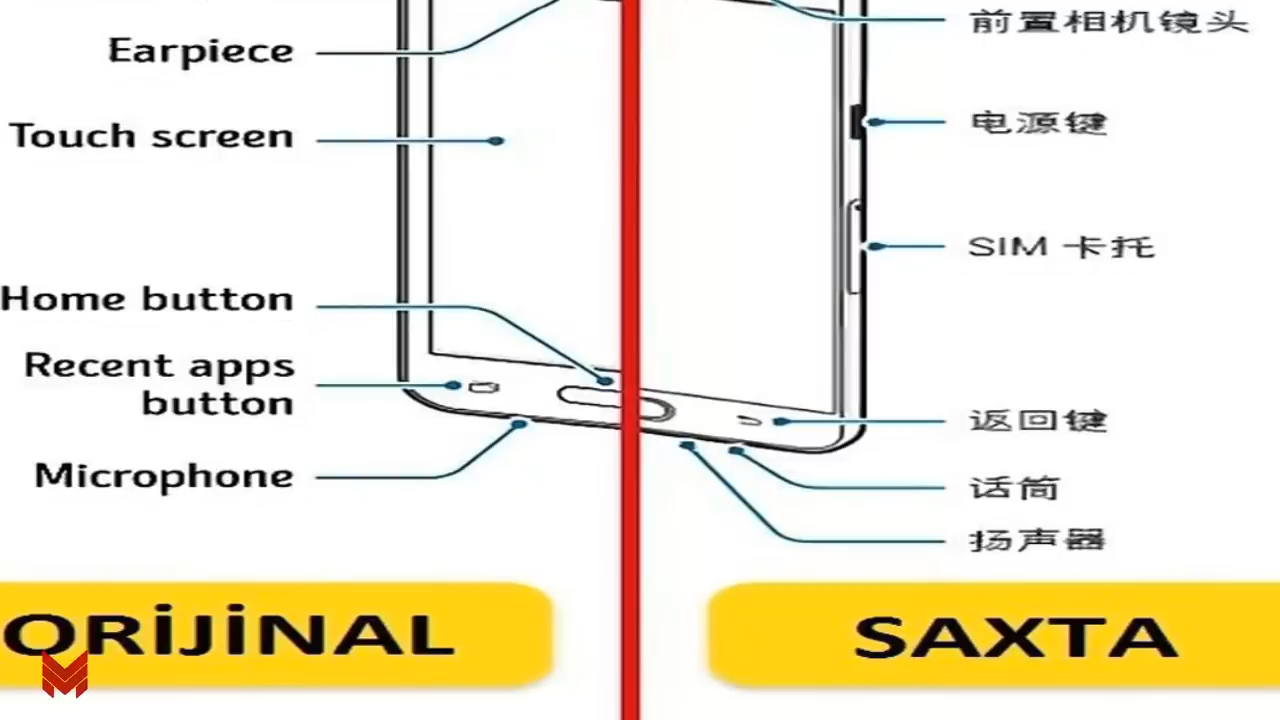 Earpiece
Touch screen
Home button
Recent apps
button
Microphone
前置相机镜头
电源键
SIM 卡托
返回键
话筒
扬声器
ORİJİNAL
SAXTA